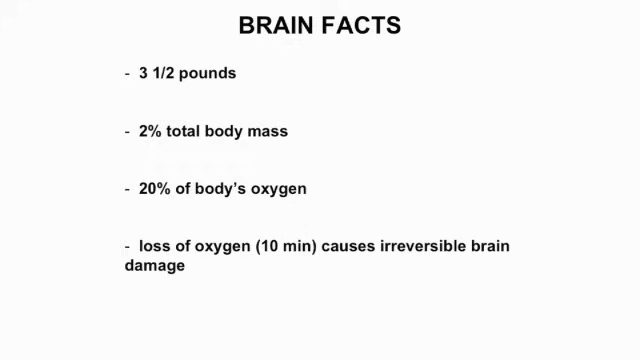 BRAIN FACTS
- 3 1/2 pounds
- 2% total body mass
- 20% of body's oxygen
- loss of oxygen (10 min) causes irreversible brain
damage